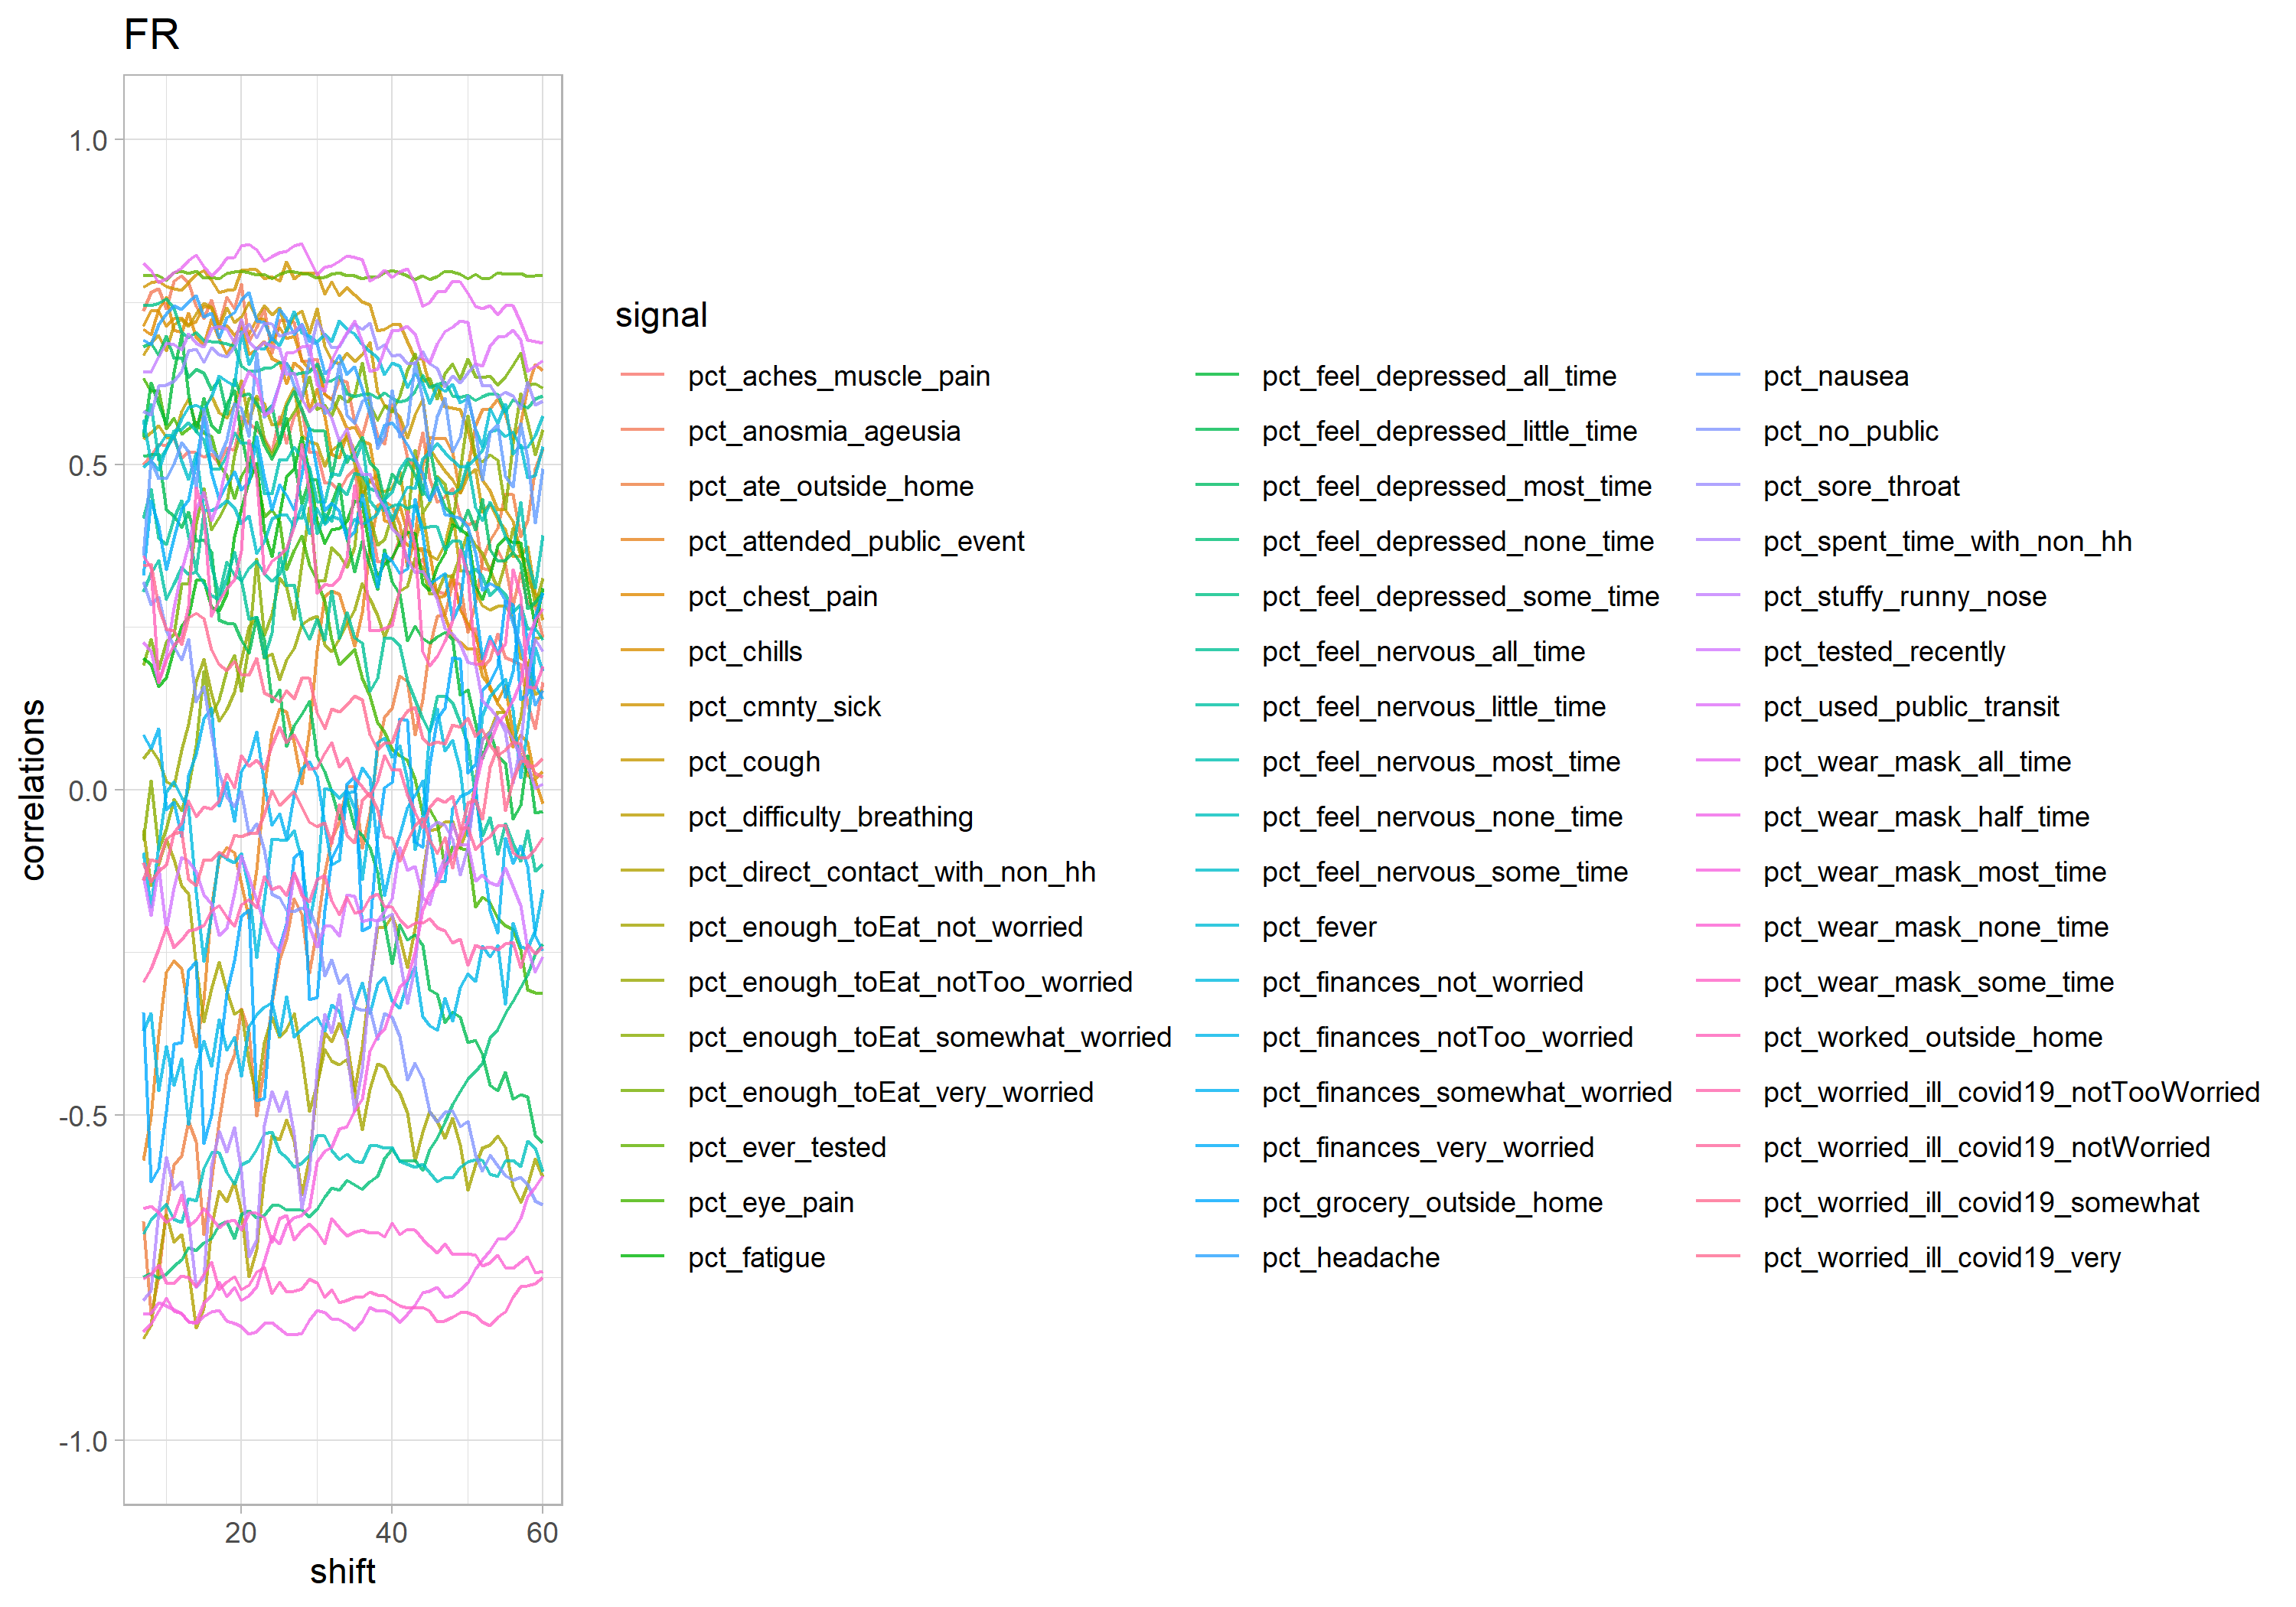 FR
1.0
0.5
0.0
-0.5
-1.0
correlations
20 40 60
shift
signal
pct_aches_muscle_pain
pct_anosmia_ageusia
pct_ate_outside_home
pct_attended_public_event
pct_chest_pain
pct_chills
pct_cmnty_sick
pct_cough
pct_difficulty_breathing
pct_direct_contact_with_non_hh
pct_enough_toEat_not_worried
pct_enough_toEat_notToo_worried
pct_enough_toEat_somewhat_worried
pct_enough_toEat_very_worried
pct_ever_tested
pct_eye_pain
pct_fatigue
pct_feel_depressed_all_time
pct_feel_depressed_little_time
pct_feel_depressed_most_time
pct_feel_depressed_none_time
pct_feel_depressed_some_time
pct_feel_nervous_all_time
pct_feel_nervous_little_time
pct_feel_nervous_most_time
pct_feel_nervous_none_time
pct_feel_nervous_some_time
pct_fever
pct_finances_not_worried
pct_finances_notToo_worried
pct_finances_somewhat_worried
pct_finances_very_worried
pct_grocery_outside_home
pct_headache
pct_nausea
pct_no_public
pct_sore_throat
pct_spent_time_with_non_hh
pct_stuffy_runny_nose
pct_tested_recently
pct_used_public_transit
pct_wear_mask_all_time
pct_wear_mask_half_time
pct_wear_mask_most_time
pct_wear_mask_none_time
pct_wear_mask_some_time
pct_worked_outside_home
pct_worried_ill_covid19_notTooWorried
pct_worried_ill_covid19_notWorried
pct_worried_ill_covid19_somewhat
pct_worried_ill_covid19_very